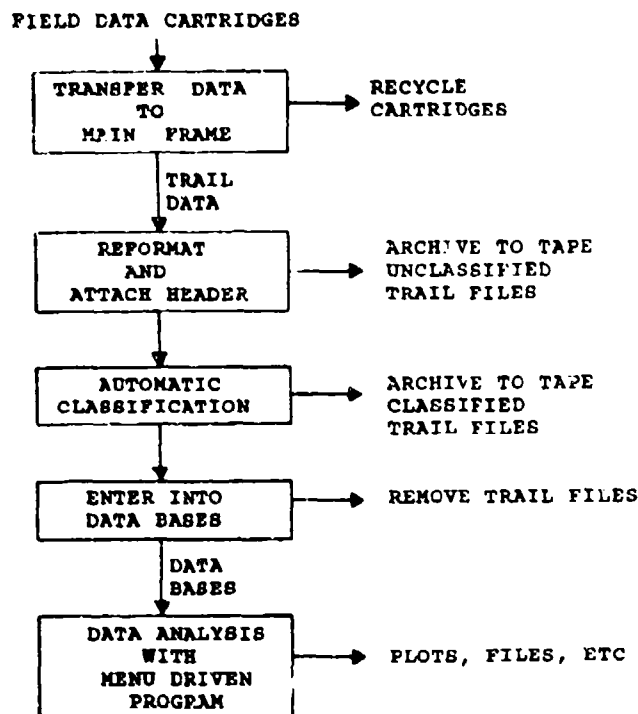 FIELD DATA CARTRIDGES
TRANSFER DATA
TO
MAIN FRAME
RECYCLE
CARTRIDGES
TRAIL
DATA
REFORMAT
AND
ATTACH HEADER
ARCHIVE TO TAPE
UNCLASSIFIED
TRAIL FILES
AUTOMATIC
CLASSIFICATION
ARCHIVE TO TAPE
CLASSIFIED
TRAIL FILES
ENTER INTO
DATA BASES
REMOVE TRAIL FILES
DATA
BASES
DATA ANALYSIS
WITH
MENU DRIVEN
PROGRAM
PLOTS, FILES, ETC